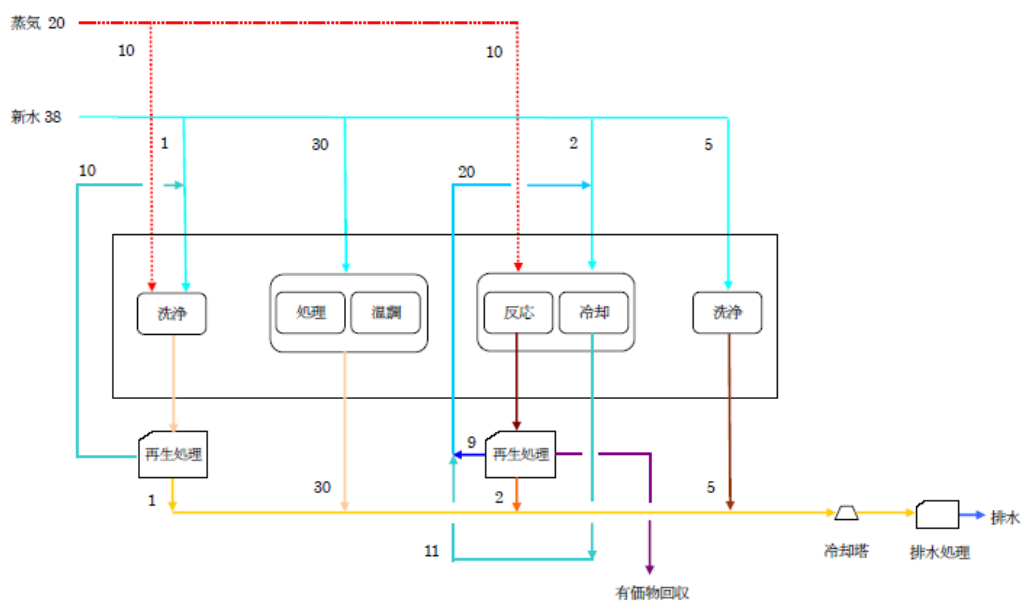 蒸気 20
10
10
新水 38
1
30
2
5
10
20
洗浄
処理
温調
反応
冷却
洗浄
再生処理
9
再生処理
1
30
2
5
排水
11
冷却塔
排水処理
有価物回収